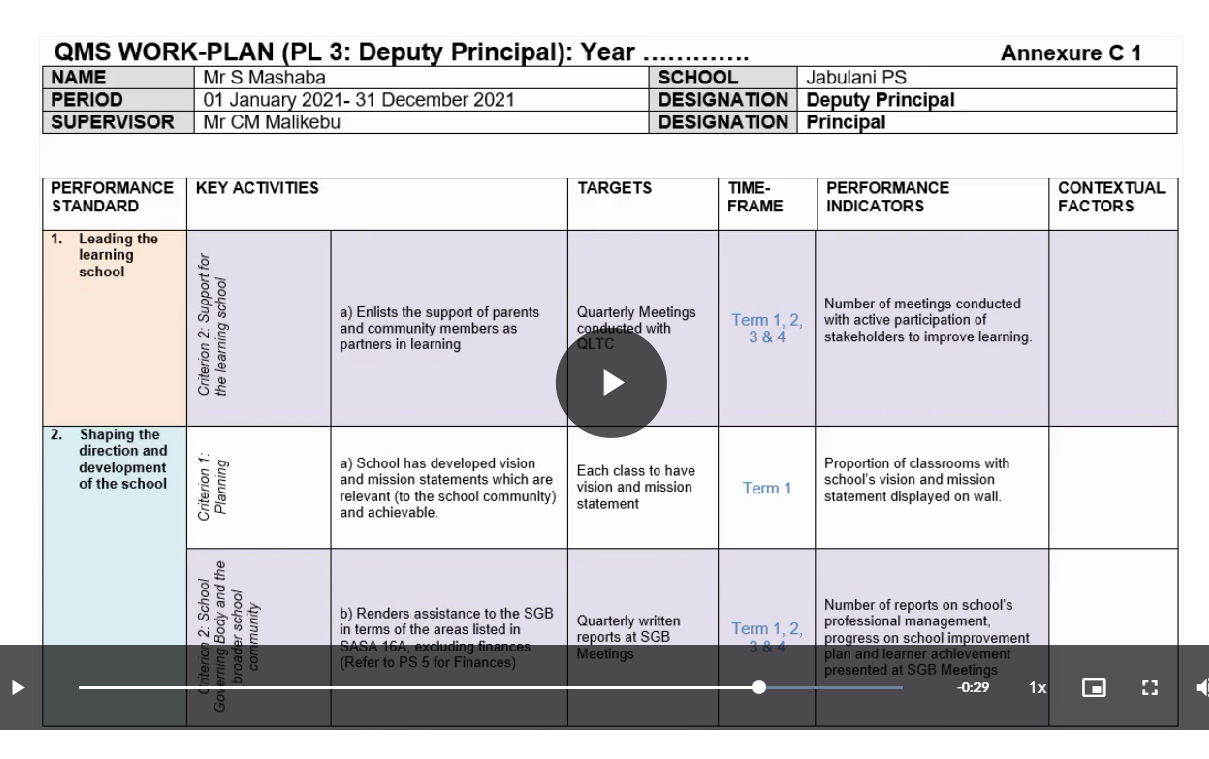 QMS WORK-PLAN (PL 3: Deputy Principal): Year ............. Annexure C 1
NAME Mr S Mashaba SCHOOL Jabulani PS
PERIOD 01 January 2021- 31 December 2021 DESIGNATION Deputy Principal
SUPERVISOR Mr CM Malikebu DESIGNATION Principal
PERFORMANCE
STANDARD
KEY ACTIVITIES
TARGETS
TIME-
FRAME
PERFORMANCE
INDICATORS
CONTEXTUAL
FACTORS
1. Leading the
learning
school
Criterion 2: Support for
the learning school
a) Enlists the support of parents
and community members as
partners in learning
Quarterly Meetings
conducted with
QLTC
Term 1, 2,
3 & 4
Number of meetings conducted
with active participation of
stakeholders to improve learning.
2. Shaping the
direction and
development
of the school
Criterion 1:
Planning
a) School has developed vision
and mission statements which are
relevant (to the school community)
and achievable.
Each class to have
vision and mission
statement
Term 1
Proportion of classrooms with
school's vision and mission
statement displayed on wall.
Criterion 2: School
Governing Body and the
broader school
community
b) Renders assistance to the SGB
in terms of the areas listed in
SASA 16A, excluding finances
(Refer to PS 5 for Finances)
Quarterly written
reports at SGB
Meetings
Term 1, 2,
3 & 4
Number of reports on school's
professional management,
progress on school improvement
plan and learner achievement
presented at SGB Meetings
-0:29 1x